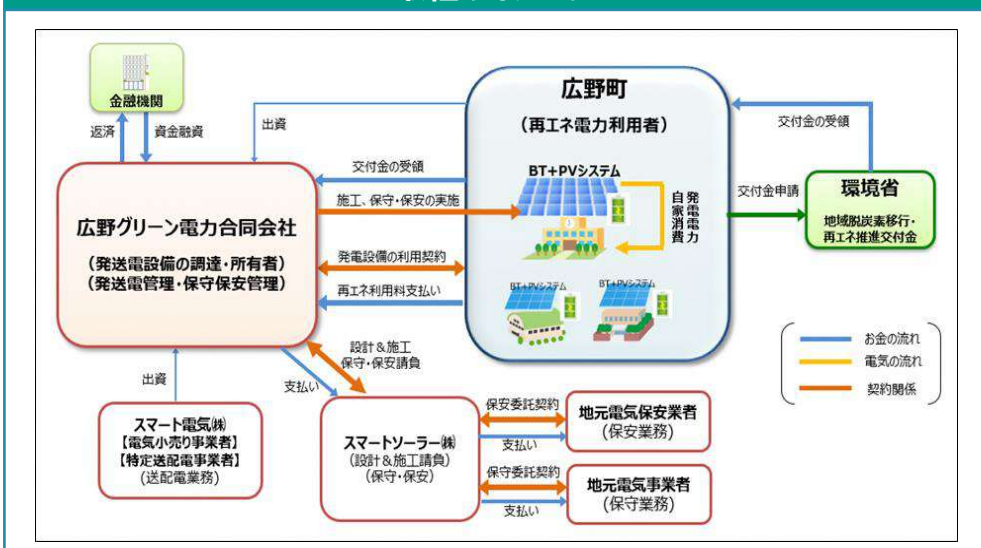 金融機関
返済
資金融資
出資
広野町
(再エネ電力利用者)
交付金の受領
BT+PVシステム
交付金の受領
交付金申請
環境省
地域脱炭素移行・
再エネ推進交付金
施工、保守・保安の実施
発電電力
自家消費
広野グリーン電力合同会社
(発送電設備の調達・所有者)
(発送電管理・保守保安管理)
発電設備の利用契約
再エネ利用料支払い
BT+PVシステム
BT+PVシステム
お金の流れ
電気の流れ
契約関係
出資
支払い
設計&施工
保守・保安請負
スマート電気㈱
【電気小売り事業者】
【特定送配電事業者】
(送配電業務)
スマートソーラー㈱
(設計&施工請負)
(保守・保安)
保安委託契約
支払い
地元電気保安業者
(保安業務)
保守委託契約
支払い
地元電気事業者
(保守業務)